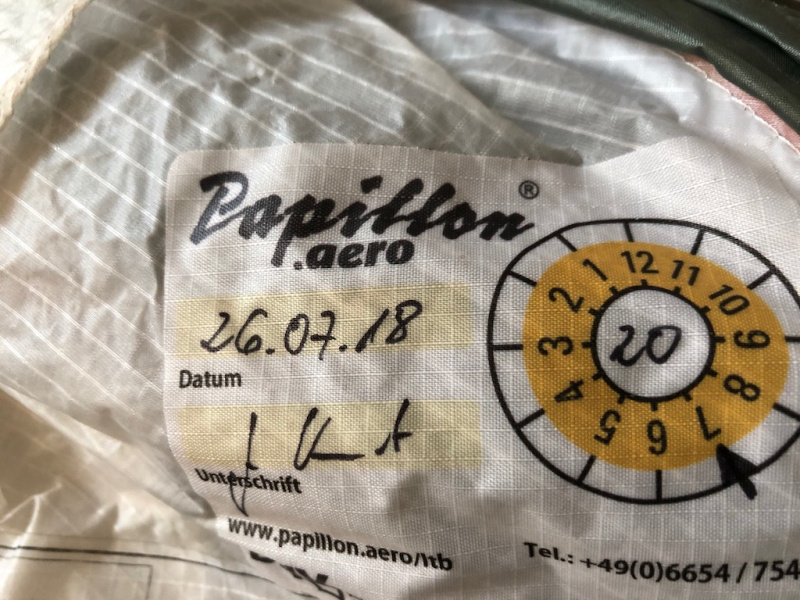 Papillon®
.aero
26.07.18
Datum
Unterschrift
www.papillon.aero/ltb
12 11 10 9 8 7 6 5 4 3 2 1
20
Tel.: +49(0)6654 / 754